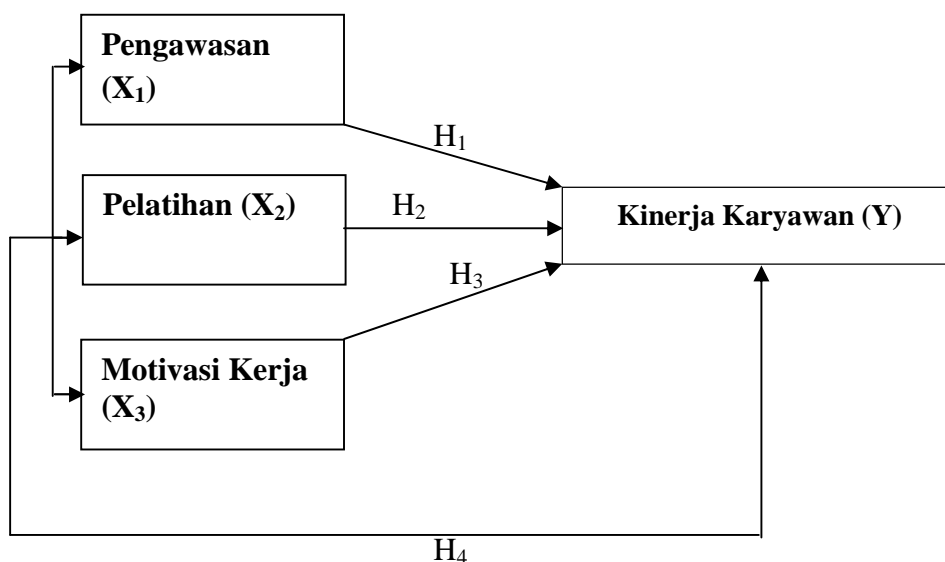 Pengawasan
(X₁)
H₁
Pelatihan (X₂)
H₂
Kinerja Karyawan (Y)
H₃
Motivasi Kerja
(X₃)
H₄